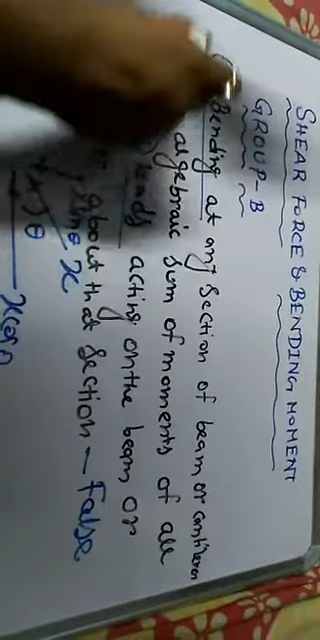 SHEAR FORCE & BENDING MOMENT
GROUP-B
Bending at any section of beam or cantilever
algebraic sum of moments of all
loads acting on the beam or
about that section - False
sinθ x
θ
x cos